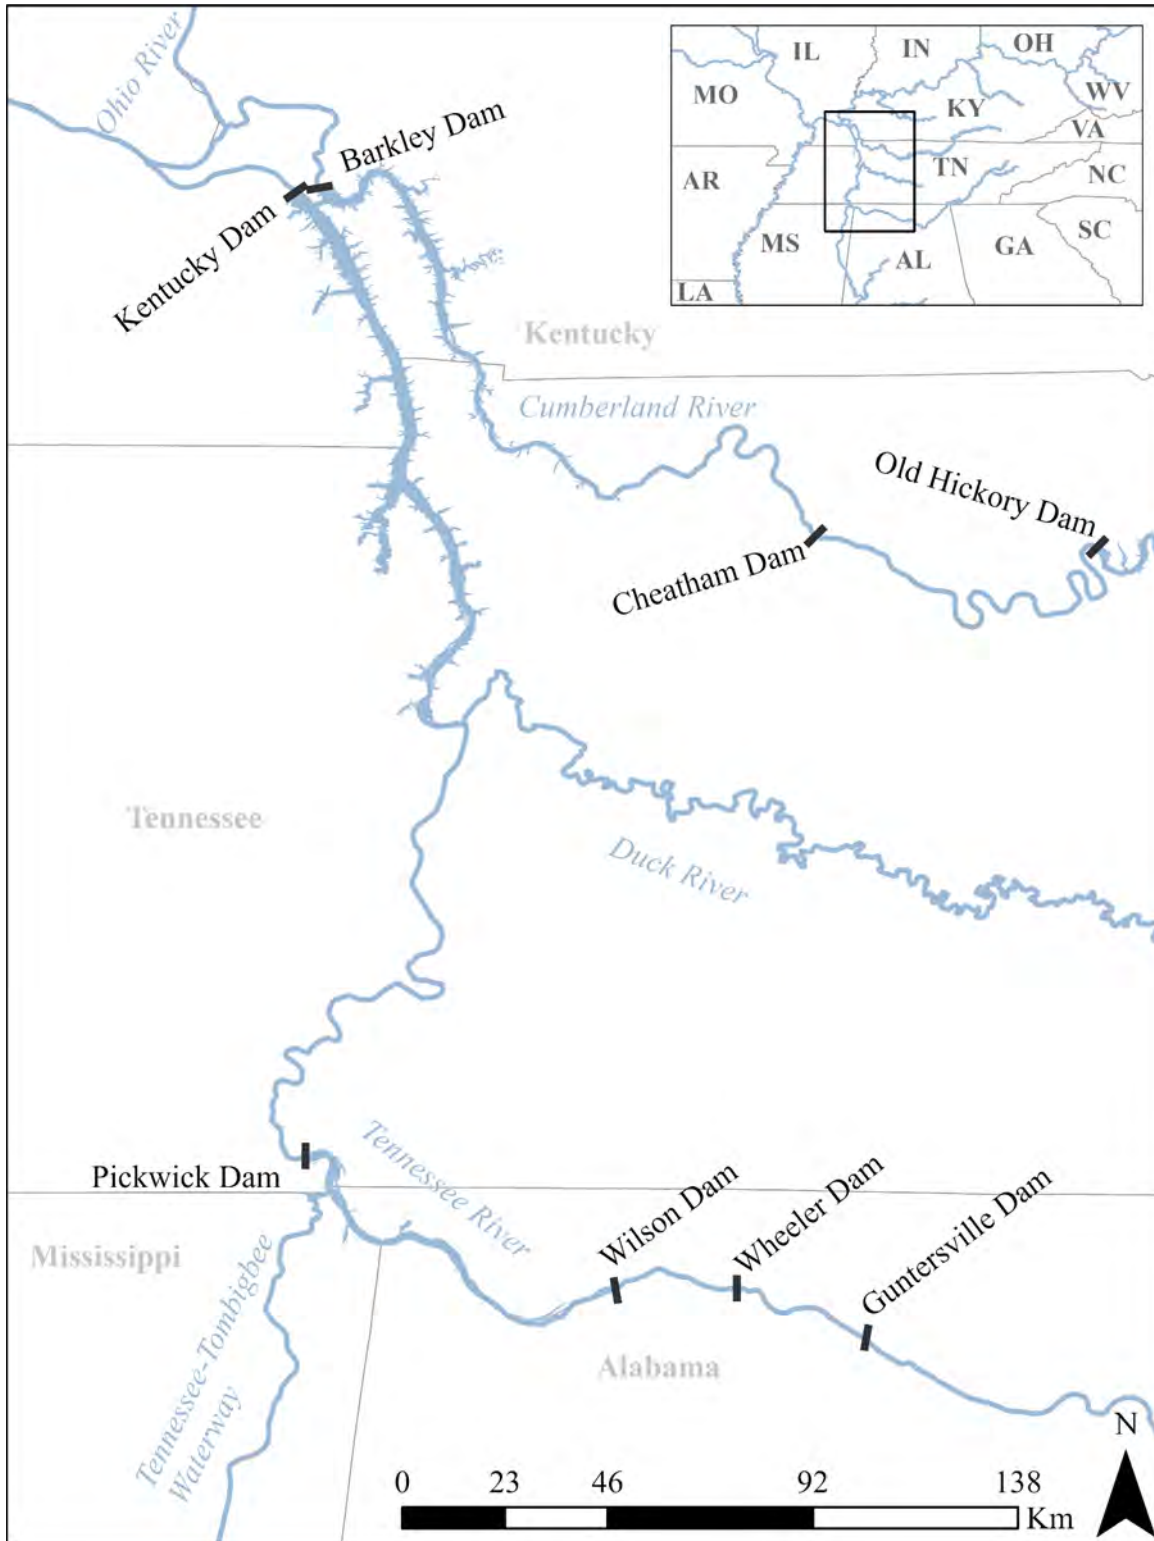 Ohio River
Barkley Dam
Kentucky Dam
IL
IN
OH
MO
WV
KY
VA
AR
TN
NC
MS
SC
AL
GA
LA
Kentucky
Cumberland River
Old Hickory Dam
Cheatham Dam
Tennessee
Duck River
Pickwick Dam
Tennessee River
Mississippi
Wilson Dam
Wheeler Dam
Guntersville Dam
Tennessee-Tombigbee
Waterway
Alabama
N
0 23 46 92 138
Km